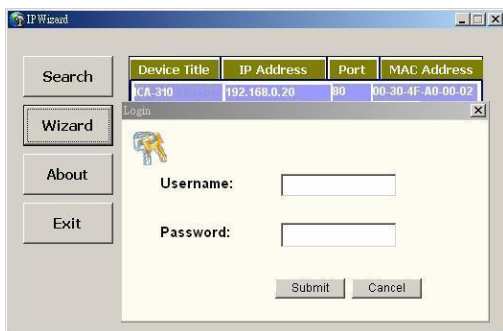 IP Wizard
Search
Wizard
About
Exit
Device Title IP Address Port MAC Address
ICA-310 192.168.0.20 80 00-30-4F-A0-00-02
Login
Username:
Password:
Submit Cancel